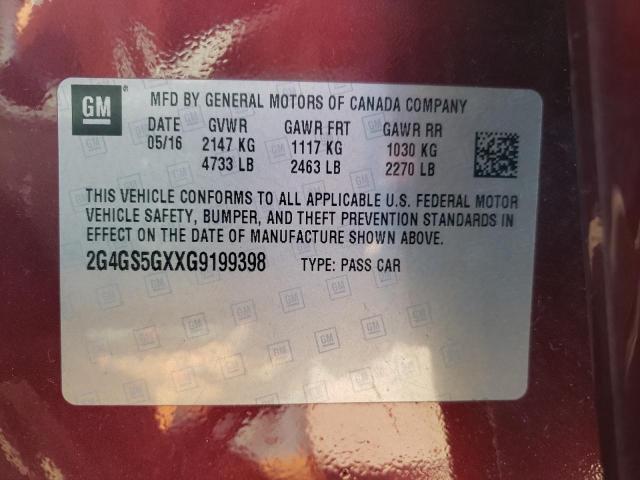 GM® MFD BY GENERAL MOTORS OF CANADA COMPANY
DATE GVWR GAWR FRT GAWR RR
05/16 2147 KG 1117 KG 1030 KG
4733 LB 2463 LB 2270 LB
THIS VEHICLE CONFORMS TO ALL APPLICABLE U.S. FEDERAL MOTOR
VEHICLE SAFETY, BUMPER, AND THEFT PREVENTION STANDARDS IN
EFFECT ON THE DATE OF MANUFACTURE SHOWN ABOVE.
2G4GS5GXXG9199398 TYPE: PASS CAR